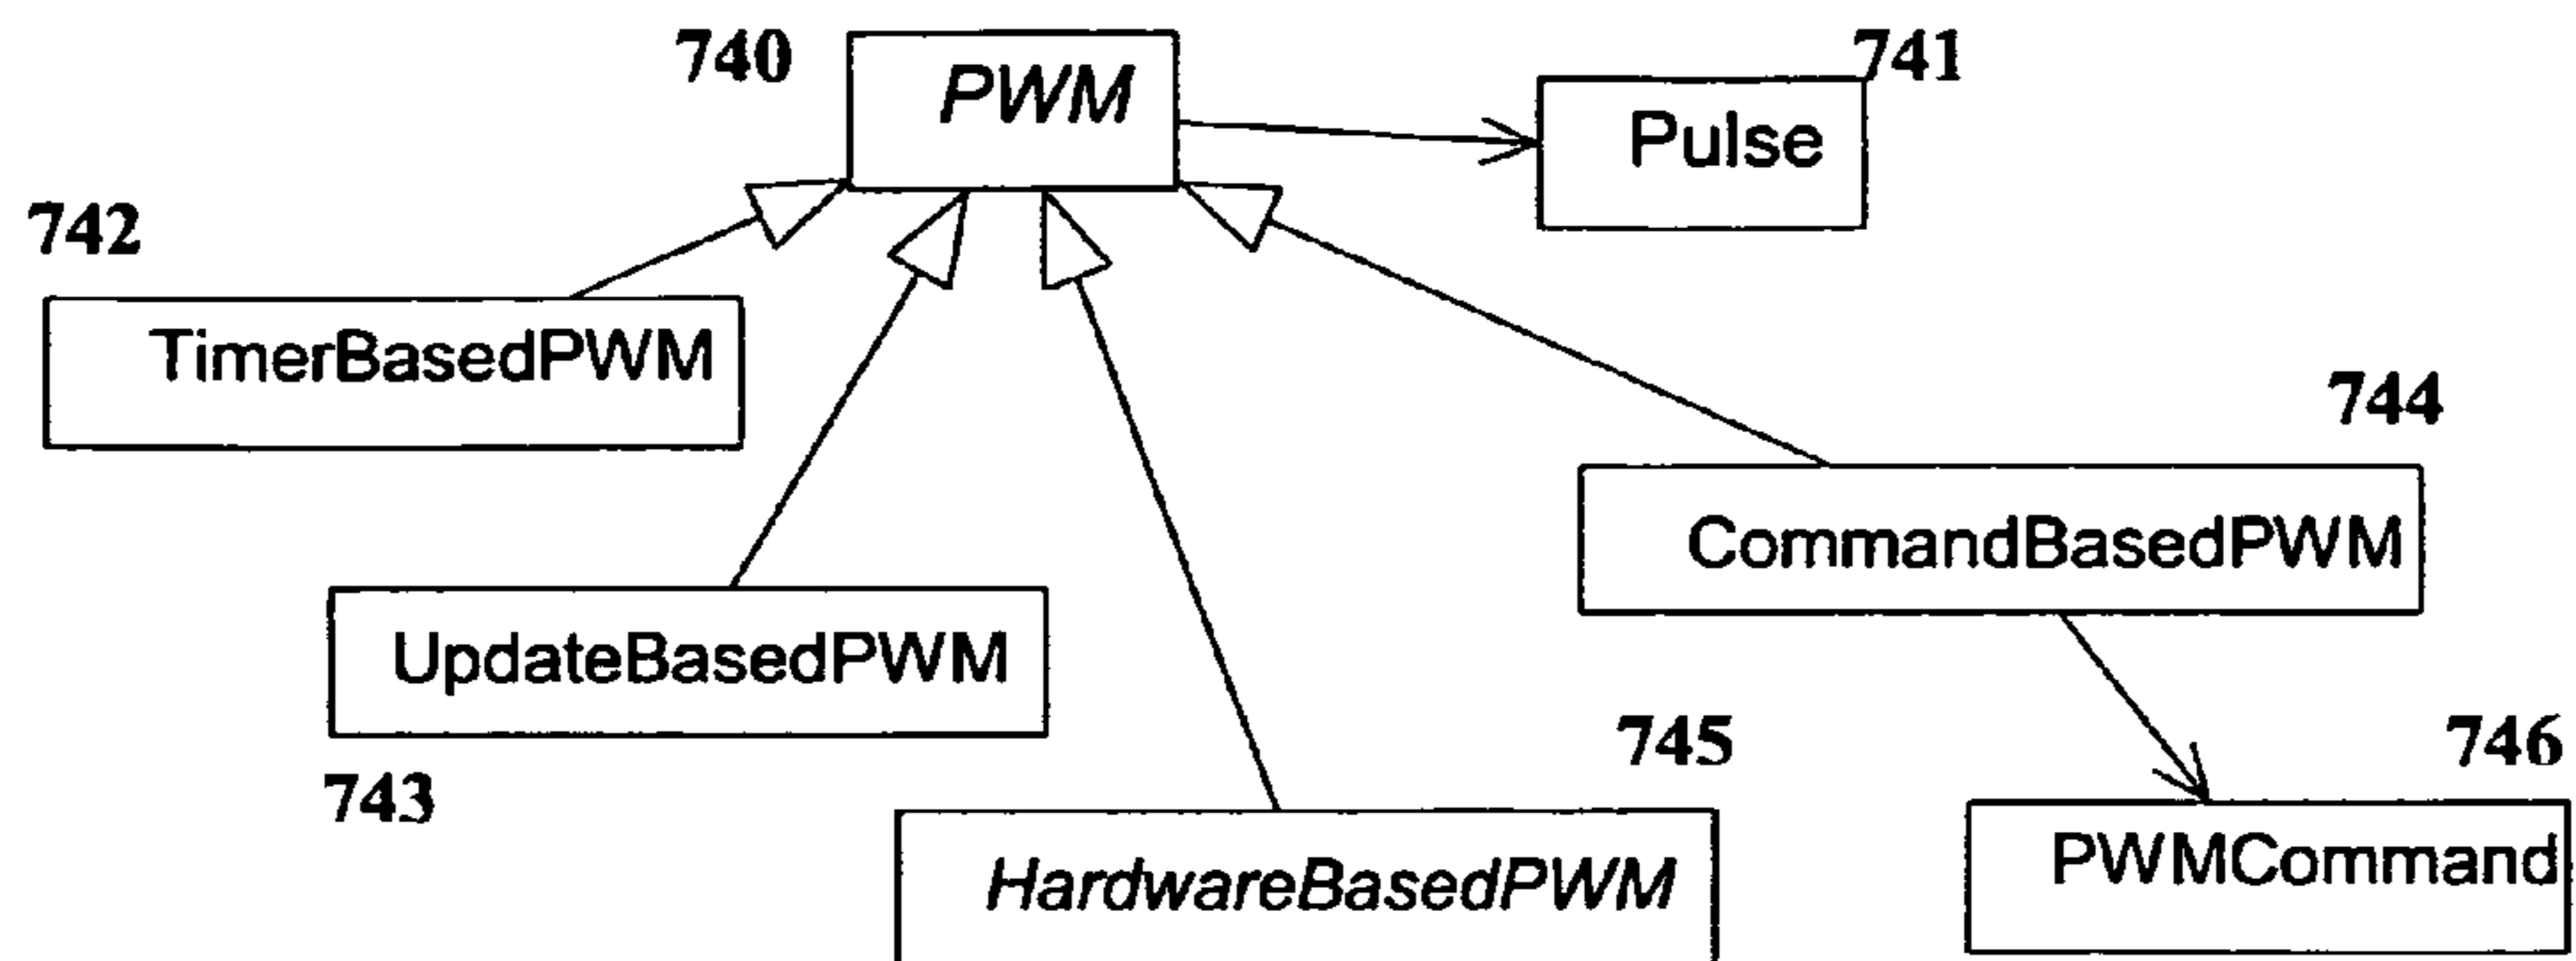 740
PWM
741
Pulse
742
TimerBasedPWM
744
CommandBasedPWM
UpdateBasedPWM
743
745
746
HardwareBasedPWM
PWMCommand